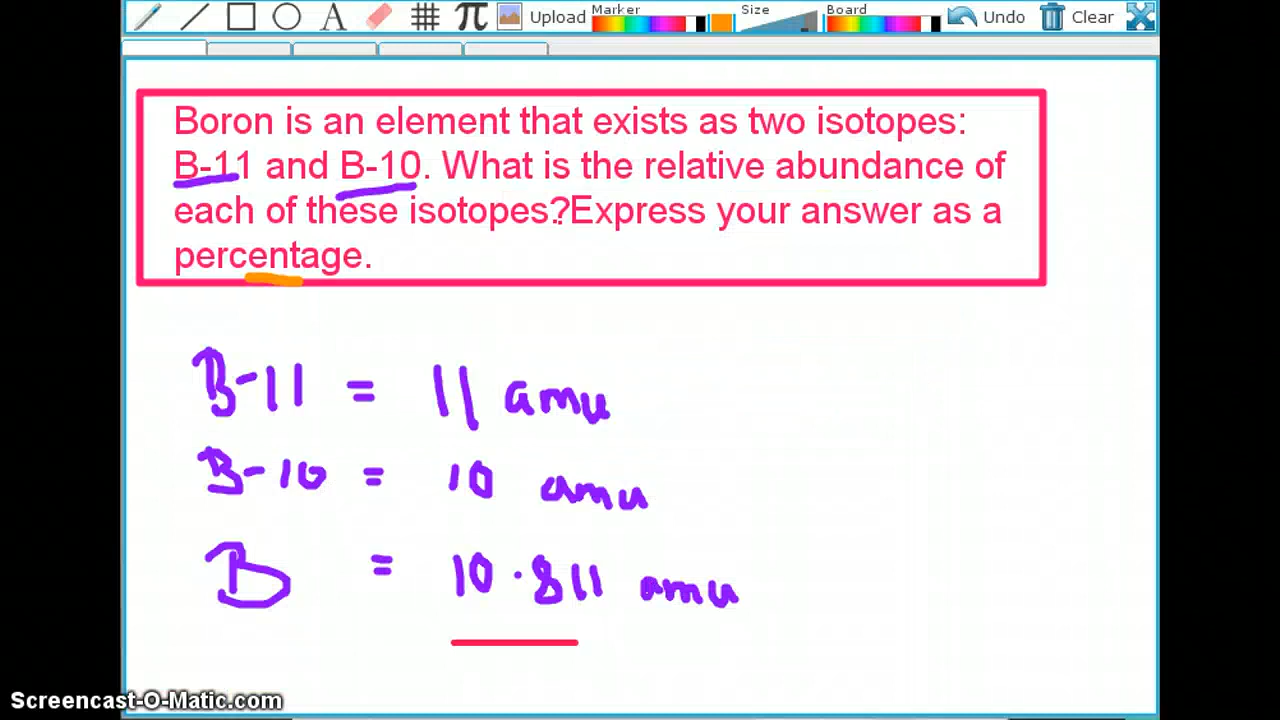 Upload Marker Size Board Undo Clear
Boron is an element that exists as two isotopes:
B-11 and B-10. What is the relative abundance of
each of these isotopes?Express your answer as a
percentage.
B-11 = 11 amu
B-10 = 10 amu
B = 10.811 amu
Screencast-O-Matic.com